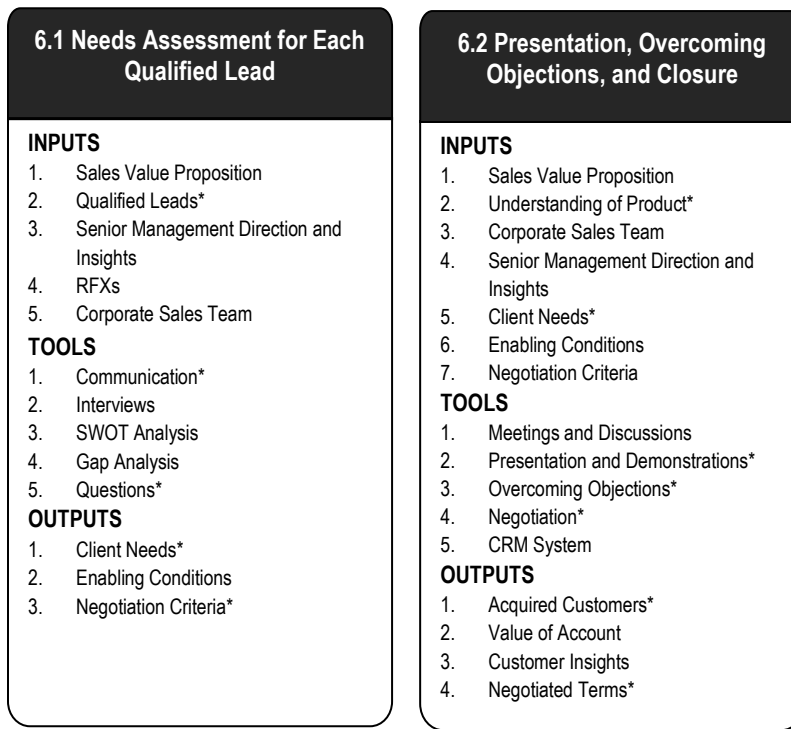 6.1 Needs Assessment for Each
Qualified Lead
INPUTS
1. Sales Value Proposition
2. Qualified Leads*
3. Senior Management Direction and
Insights
4. RFXs
5. Corporate Sales Team
TOOLS
1. Communication*
2. Interviews
3. SWOT Analysis
4. Gap Analysis
5. Questions*
OUTPUTS
1. Client Needs*
2. Enabling Conditions
3. Negotiation Criteria*
6.2 Presentation, Overcoming
Objections, and Closure
INPUTS
1. Sales Value Proposition
2. Understanding of Product*
3. Corporate Sales Team
4. Senior Management Direction and
Insights
5. Client Needs*
6. Enabling Conditions
7. Negotiation Criteria
TOOLS
1. Meetings and Discussions
2. Presentation and Demonstrations*
3. Overcoming Objections*
4. Negotiation*
5. CRM System
OUTPUTS
1. Acquired Customers*
2. Value of Account
3. Customer Insights
4. Negotiated Terms*